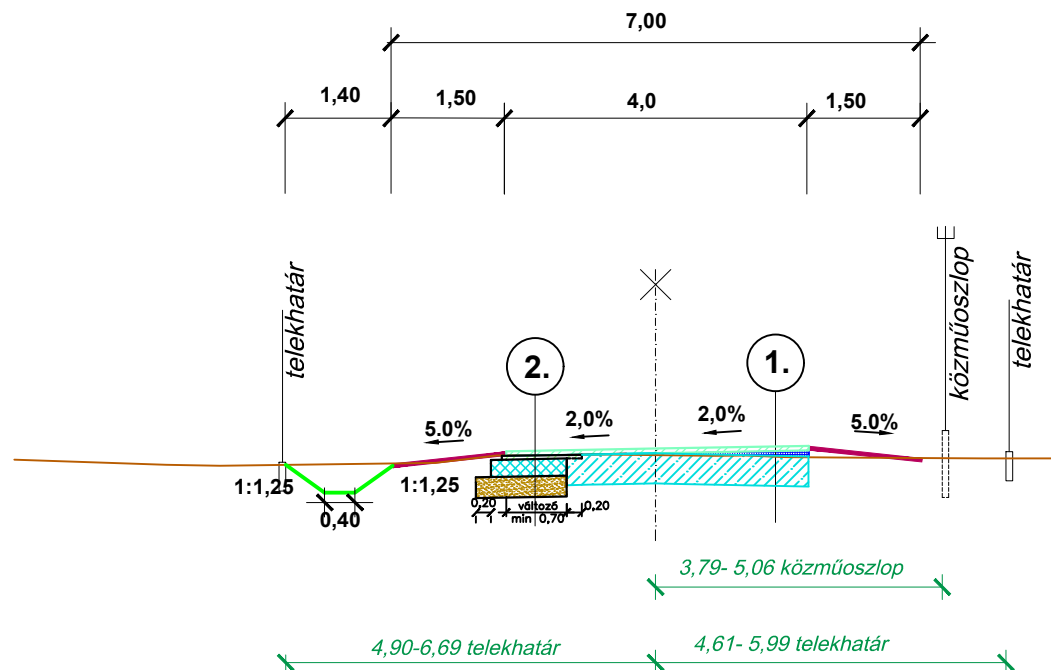 7,00
1,40
1,50
4,0
1,50
telekhatár
közműoszlop
telekhatár
2.
1.
5.0%
2,0%
2,0%
5.0%
1:1,25
1:1,25
0,40
0,20
változó
min 0,70
0,20
3,79- 5,06 közműoszlop
4,90-6,69 telekhatár
4,61- 5,99 telekhatár